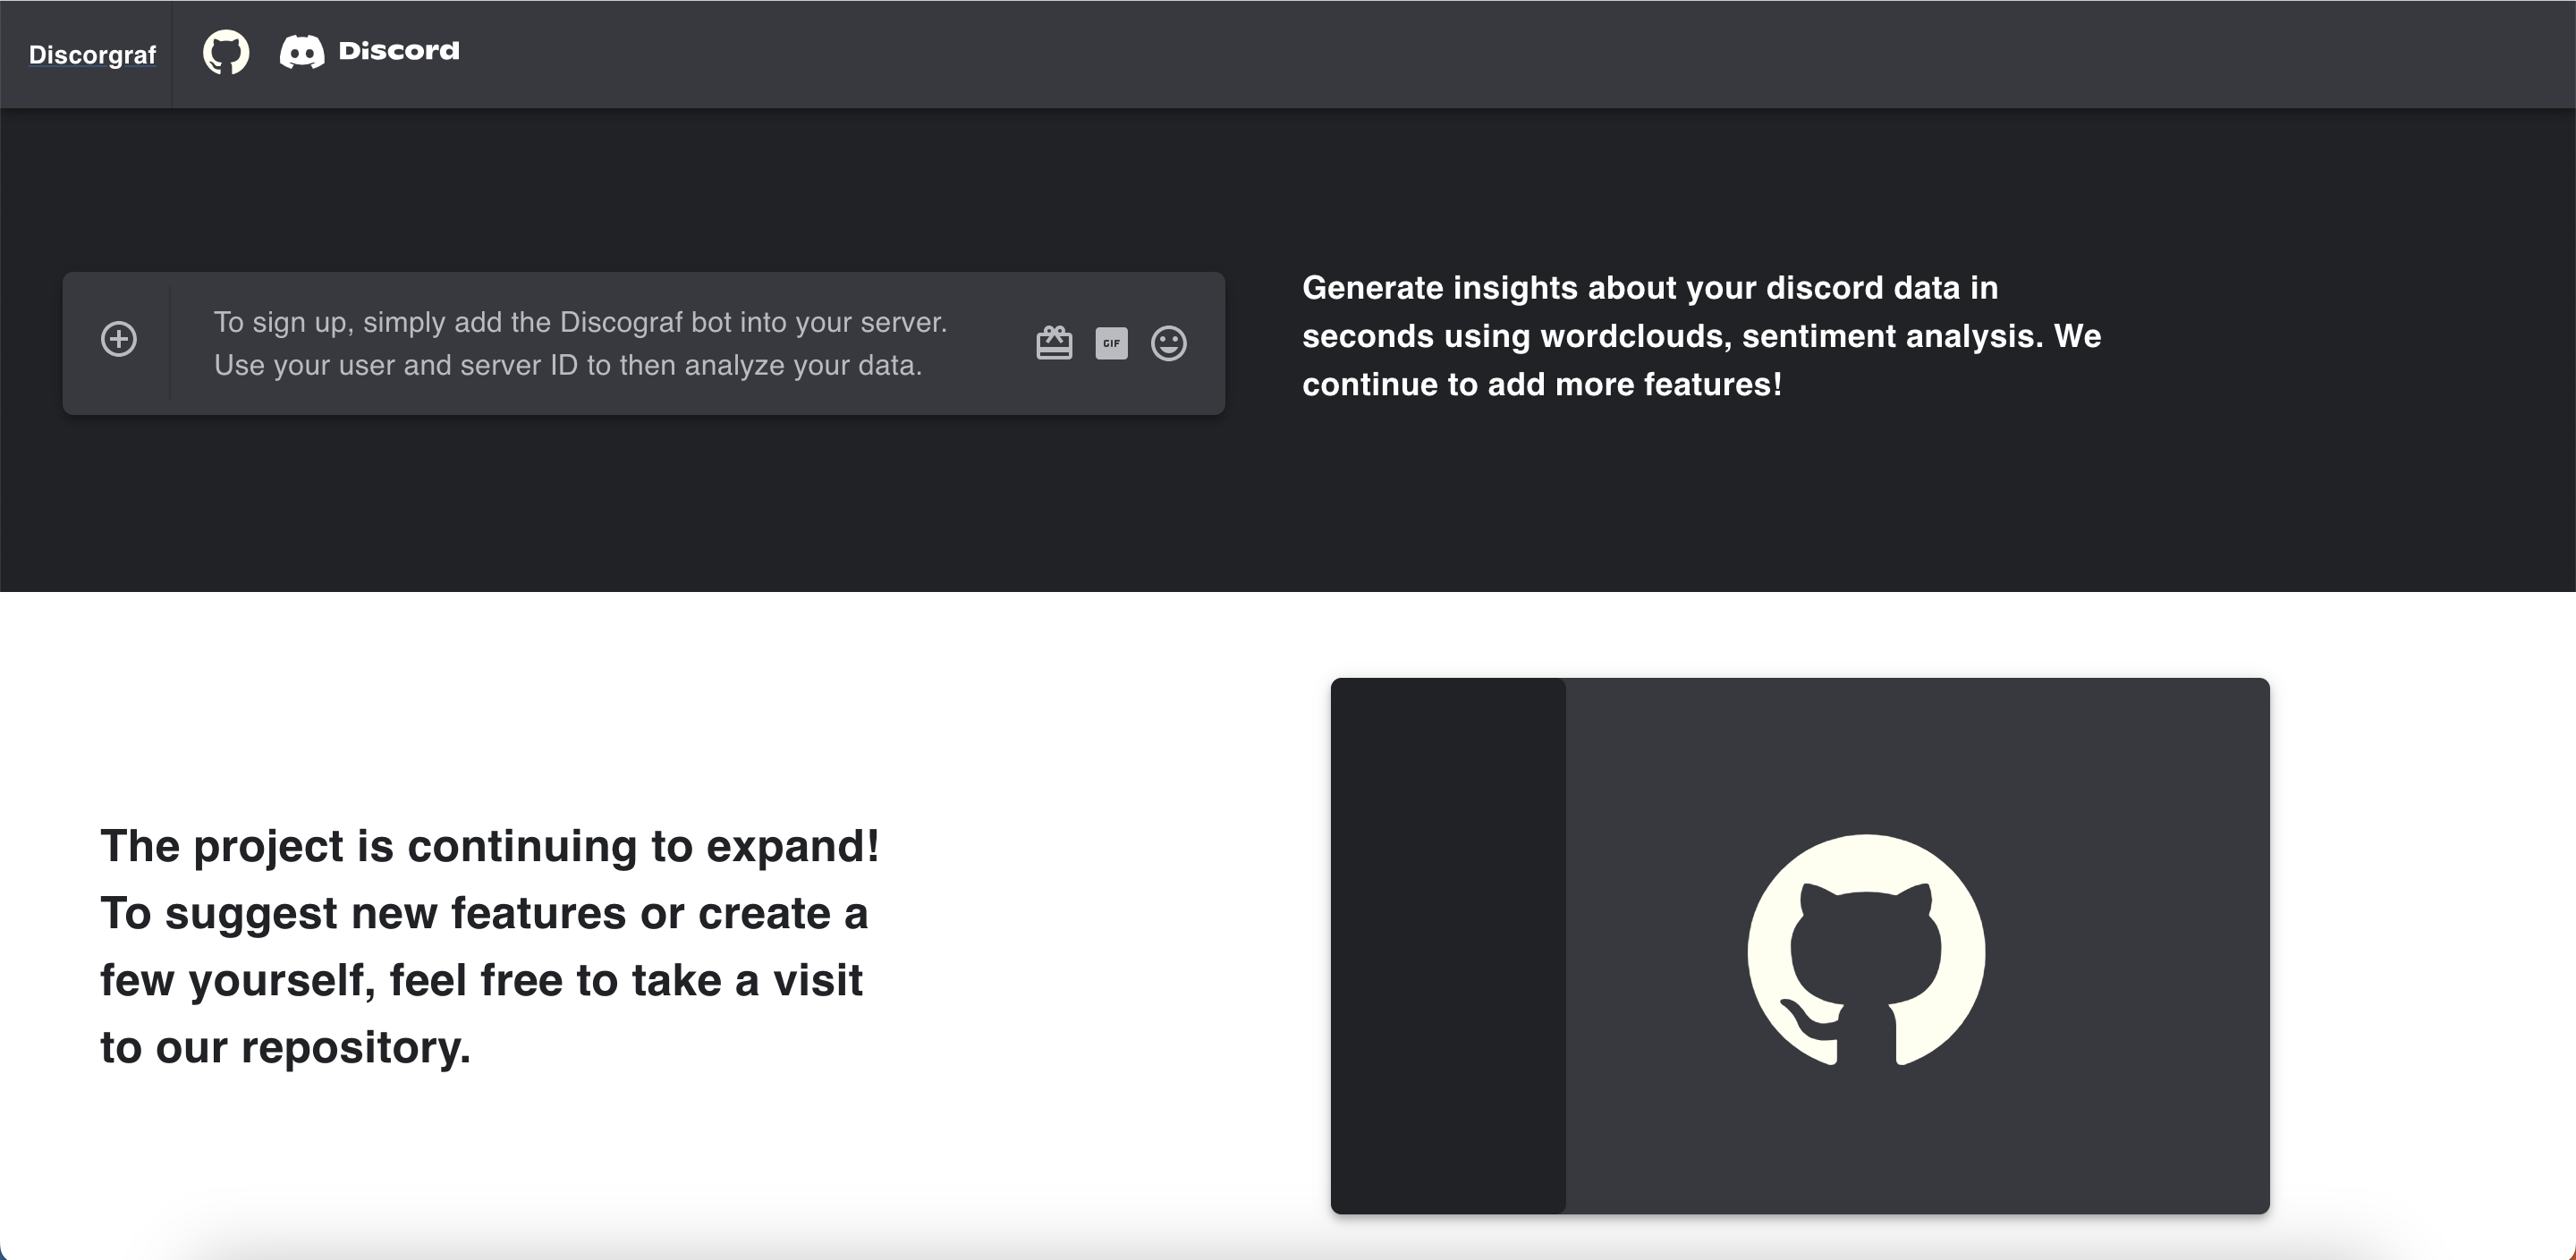 Discorgraf
Discord
To sign up, simply add the Discograf bot into your server.
Use your user and server ID to then analyze your data.
GIF
Generate insights about your discord data in
seconds using wordclouds, sentiment analysis. We
continue to add more features!
The project is continuing to expand!
To suggest new features or create a
few yourself, feel free to take a visit
to our repository.